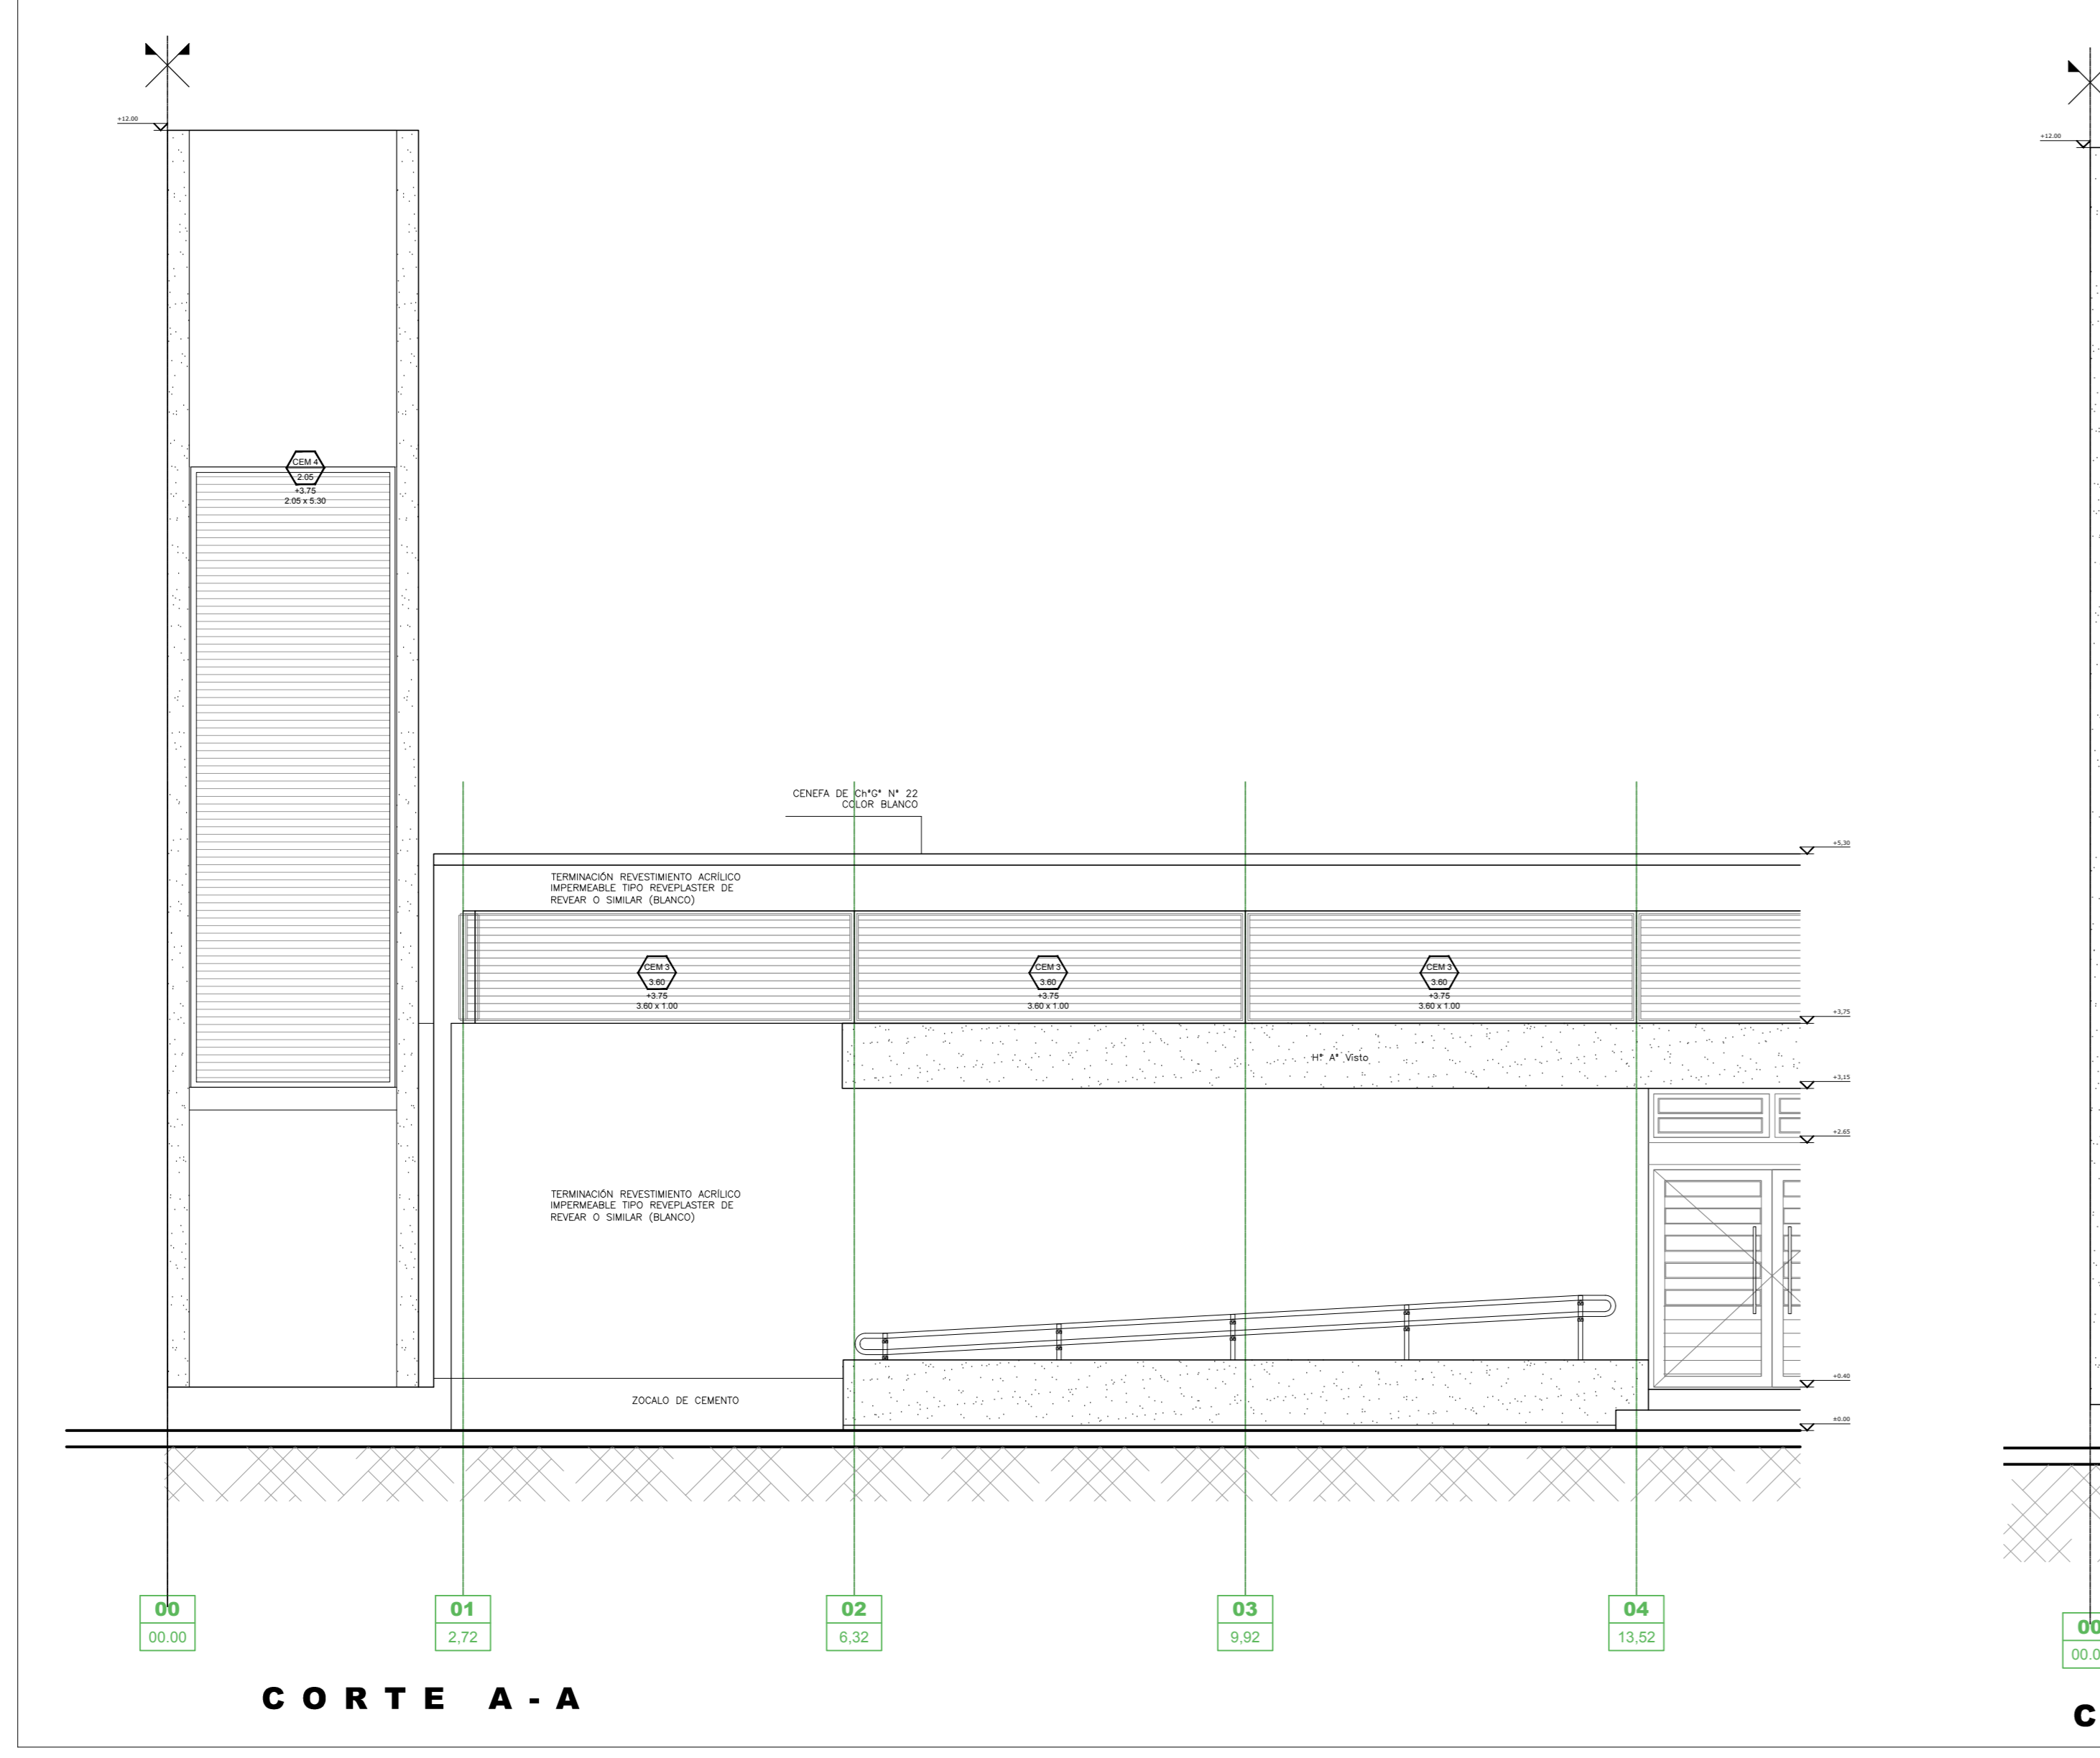 +12.00
+12.00
CEM 4
2.05
+3.75
2.05 x 5.30
CENEFA DE Ch°G° N° 22
COLOR BLANCO
+5,30
TERMINACIÓN REVESTIMIENTO ACRÍLICO
IMPERMEABLE TIPO REVEPLASTER DE
REVEAR O SIMILAR (BLANCO)
CEM 3
3.60
+3.75
3.60 x 1.00
CEM 3
3.60
+3.75
3.60 x 1.00
CEM 3
3.60
+3.75
3.60 x 1.00
+3,75
H° A° Visto
+3,15
+2.65
TERMINACIÓN REVESTIMIENTO ACRÍLICO
IMPERMEABLE TIPO REVEPLASTER DE
REVEAR O SIMILAR (BLANCO)
+0.40
ZOCALO DE CEMENTO
±0.00
00
00.00
01
2,72
02
6,32
03
9,92
04
13,52
00
00.0
CORTE A-A
C